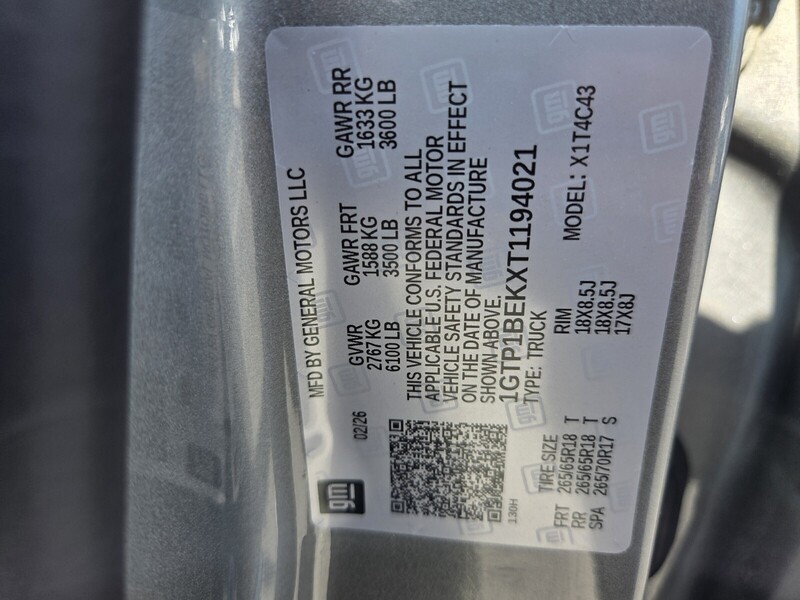 gm
MFD BY GENERAL MOTORS LLC
02/26
GVWR
2767 KG
6100 LB
GAWR FRT
1588 KG
3500 LB
GAWR RR
1633 KG
3600 LB
THIS VEHICLE CONFORMS TO ALL
APPLICABLE U.S. FEDERAL MOTOR
VEHICLE SAFETY STANDARDS IN EFFECT
ON THE DATE OF MANUFACTURE
SHOWN ABOVE.
1GTP1BEKXT1194021
130H
TYPE: TRUCK
MODEL: X1T4C43
TIRE SIZE RIM
FRT 265/65R18 T 18X8.5J
RR 265/65R18 T 18X8.5J
SPA 265/70R17 S 17X8J